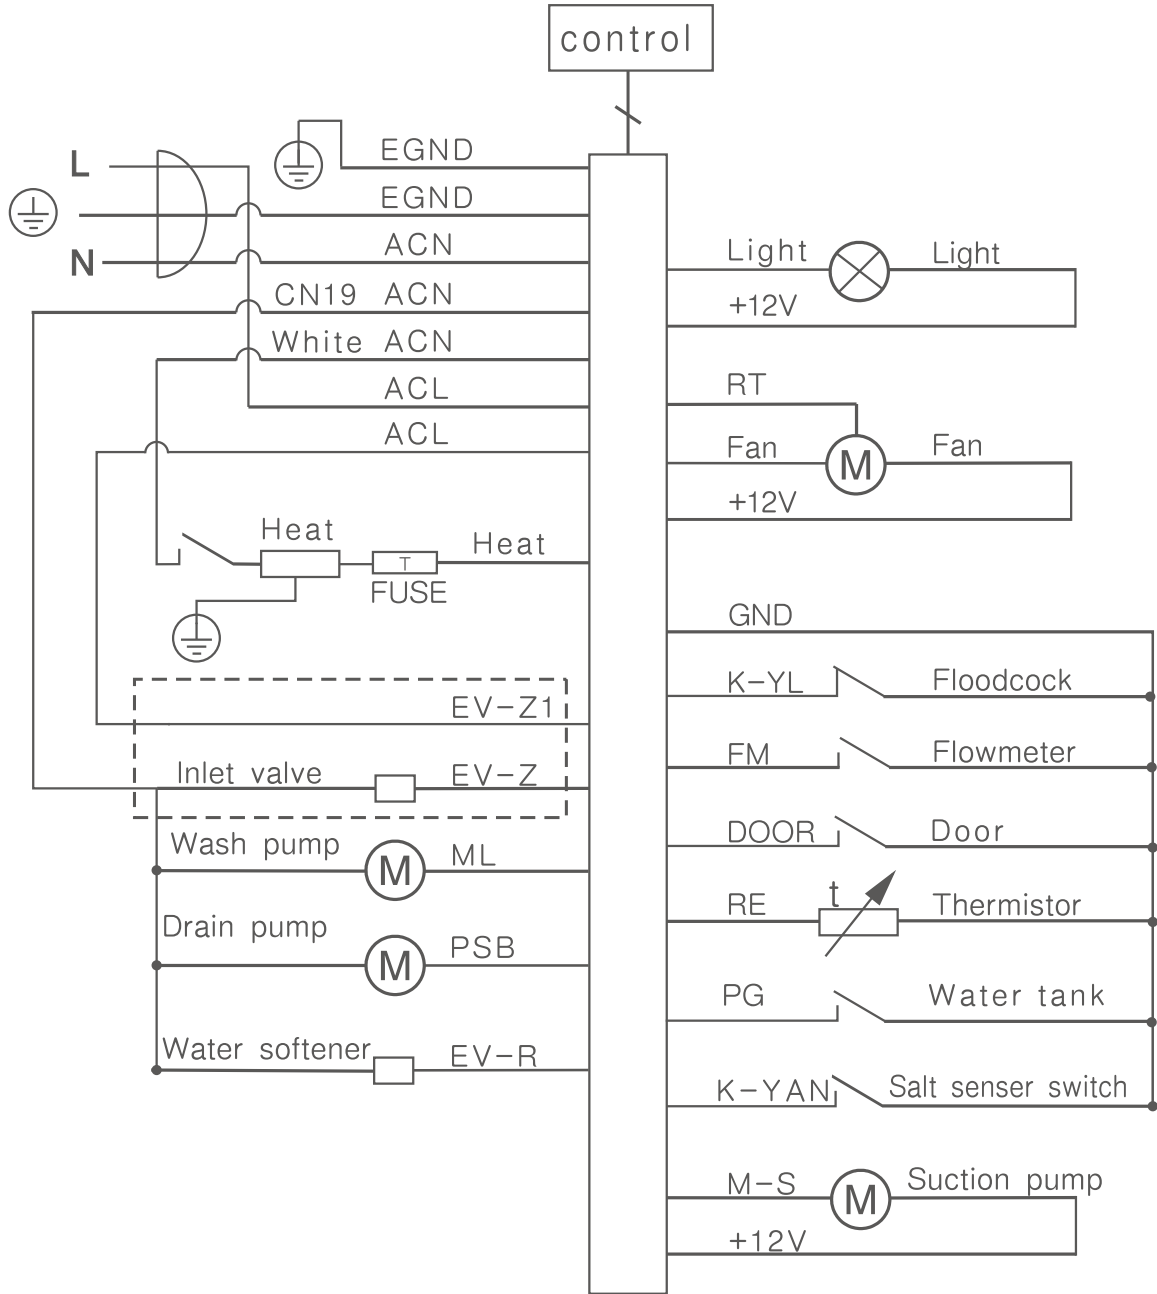 control
EGND
L
EGND
ACN
N
CN19 ACN
White ACN
ACL
ACL
Heat
Heat
T
FUSE
EV-Z1
Inlet valve
EV-Z
Wash pump
M
ML
Drain pump
M
PSB
Water softener
EV-R
Light
Light
+12V
RT
Fan
M
Fan
+12V
GND
K-YL
Floodcock
FM
Flowmeter
DOOR
Door
RE
t
Thermistor
PG
Water tank
K-YAN
Salt senser switch
M-S
M
Suction pump
+12V